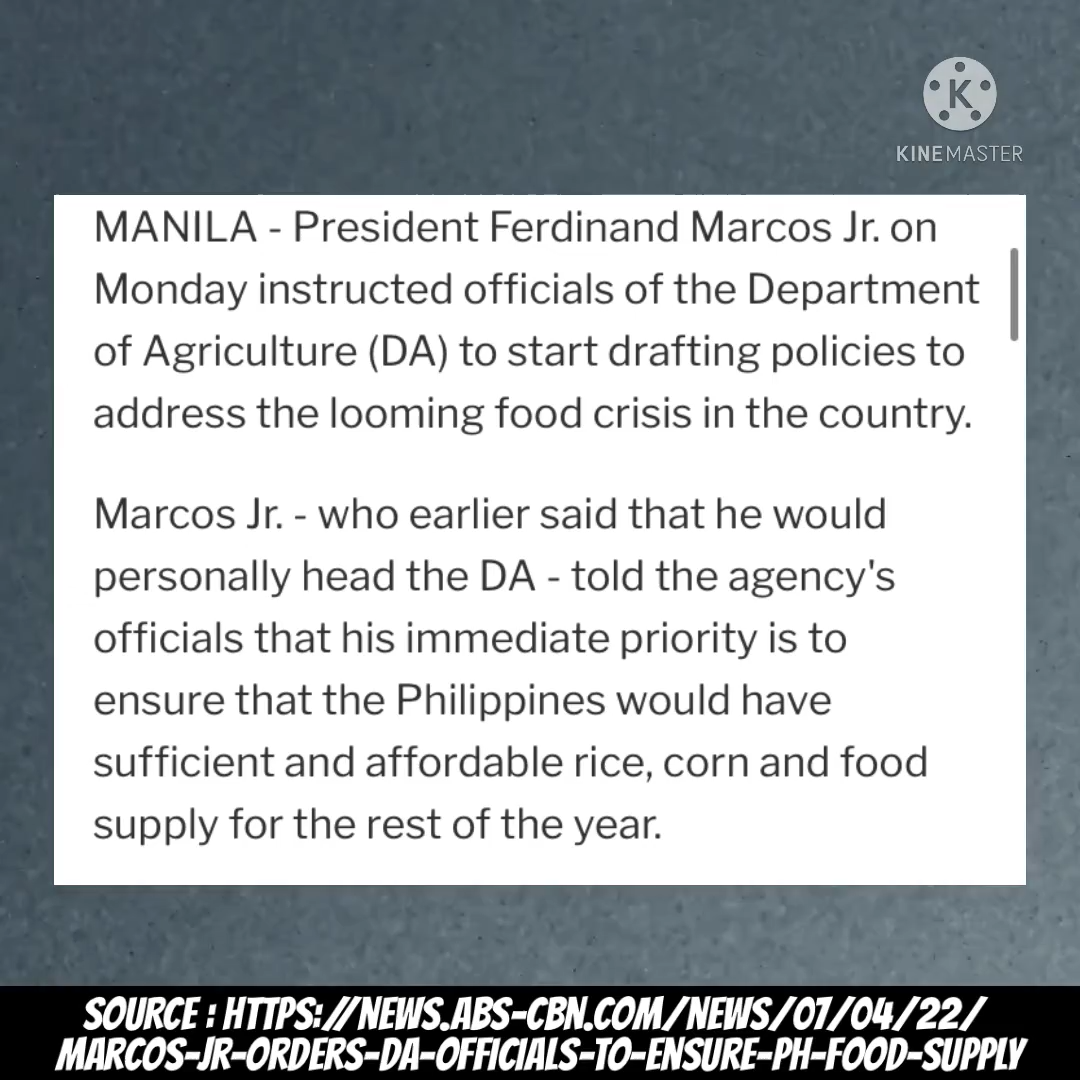 K
KINEMASTER
MANILA - President Ferdinand Marcos Jr. on
Monday instructed officials of the Department
of Agriculture (DA) to start drafting policies to
address the looming food crisis in the country.
Marcos Jr. - who earlier said that he would
personally head the DA - told the agency's
officials that his immediate priority is to
ensure that the Philippines would have
sufficient and affordable rice, corn and food
supply for the rest of the year.
SOURCE : HTTPS://NEWS.ABS-CBN.COM/NEWS/07/04/22/
MARCOS-JR-ORDERS-DA-OFFICIALS-TO-ENSURE-PH-FOOD-SUPPLY